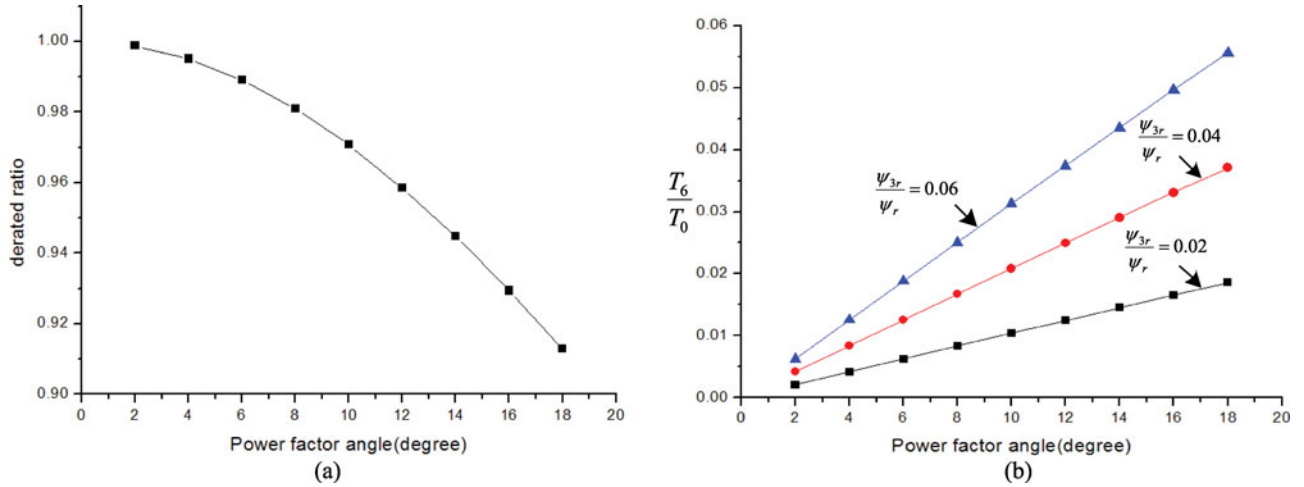 1.00
0.98
0.96
0.94
0.92
0.90
derated ratio
0 2 4 6 8 10 12 14 16 18 20
Power factor angle(degree)
(a)
0.06
0.05
0.04
0.03
0.02
0.01
0.00
T₆/T₀
ψ₃ᵣ/ψᵣ = 0.06
ψ₃ᵣ/ψᵣ = 0.04
ψ₃ᵣ/ψᵣ = 0.02
0 2 4 6 8 10 12 14 16 18 20
Power factor angle(degree)
(b)